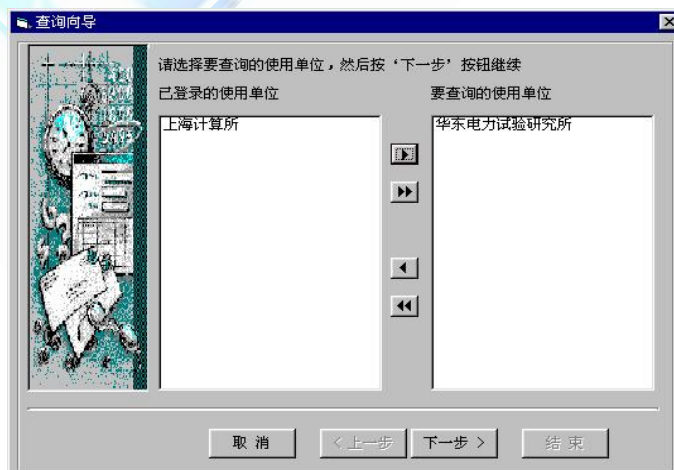 查询向导
请选择要查询的使用单位，然后按‘下一步’按钮继续
已登录的使用单位
要查询的使用单位
上海计算所
华东电力试验研究所
取 消
< 上一步
下一步 >
结 束